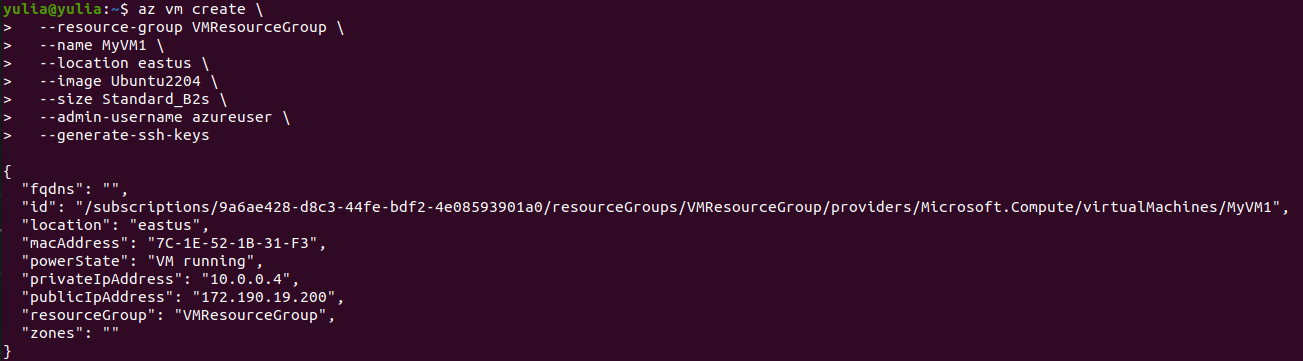 yulia@yulia:~$ az vm create \
>   --resource-group VMResourceGroup \
>   --name MyVM1 \
>   --location eastus \
>   --image Ubuntu2204 \
>   --size Standard_B2s \
>   --admin-username azureuser \
>   --generate-ssh-keys

{
  "fqdns": "",
  "id": "/subscriptions/9a6ae428-d8c3-44fe-bdf2-4e08593901a0/resourceGroups/VMResourceGroup/providers/Microsoft.Compute/virtualMachines/MyVM1",
  "location": "eastus",
  "macAddress": "7C-1E-52-1B-31-F3",
  "powerState": "VM running",
  "privateIpAddress": "10.0.0.4",
  "publicIpAddress": "172.190.19.200",
  "resourceGroup": "VMResourceGroup",
  "zones": ""
}